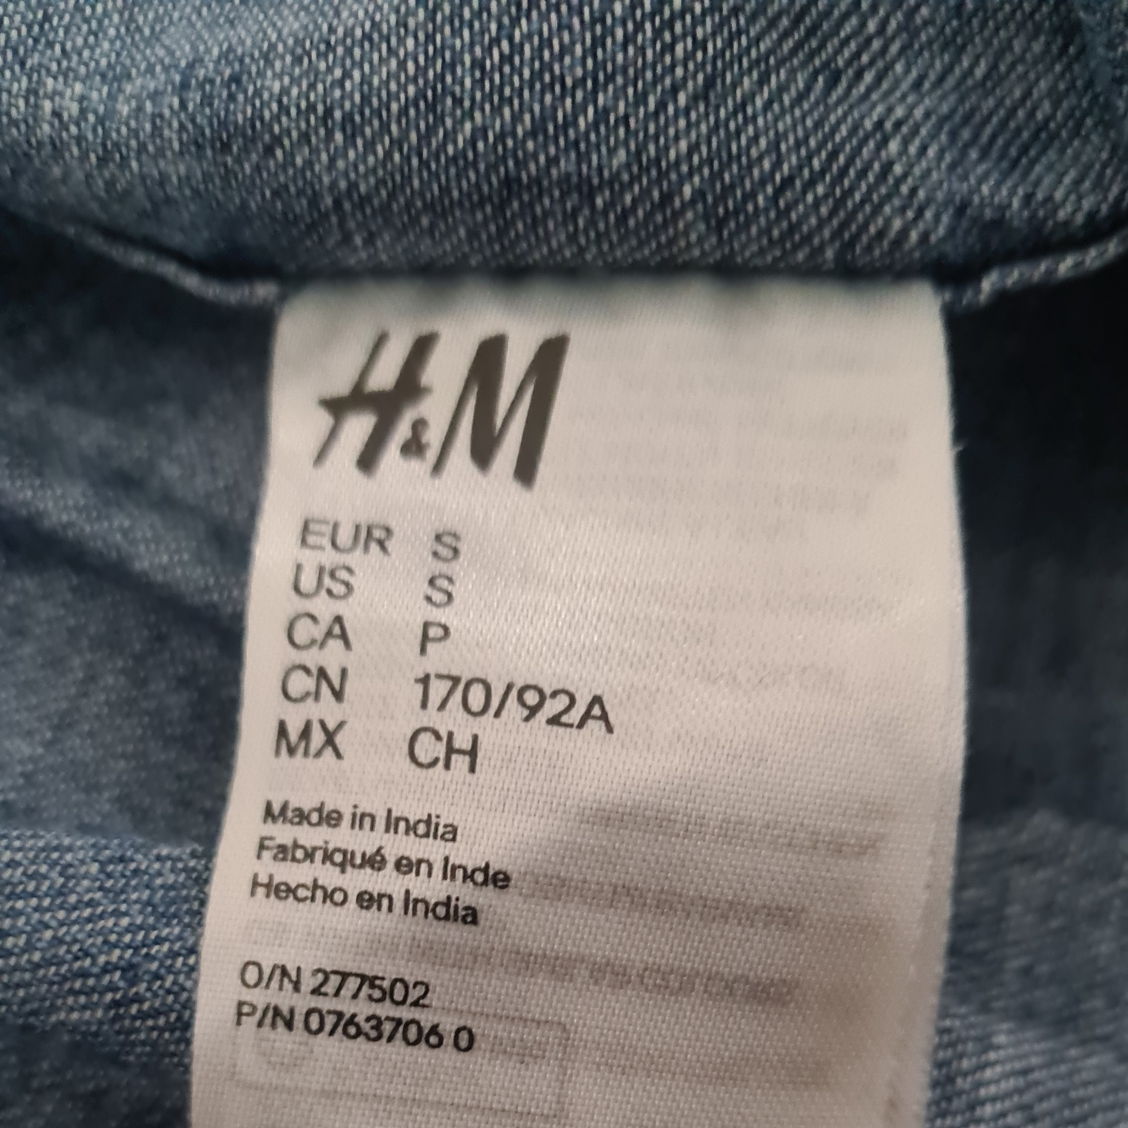 H&M
EUR S
US S
CA P
CN 170/92A
MX CH
Made in India
Fabriqué en Inde
Hecho en India
O/N 277502
P/N 0763706 0